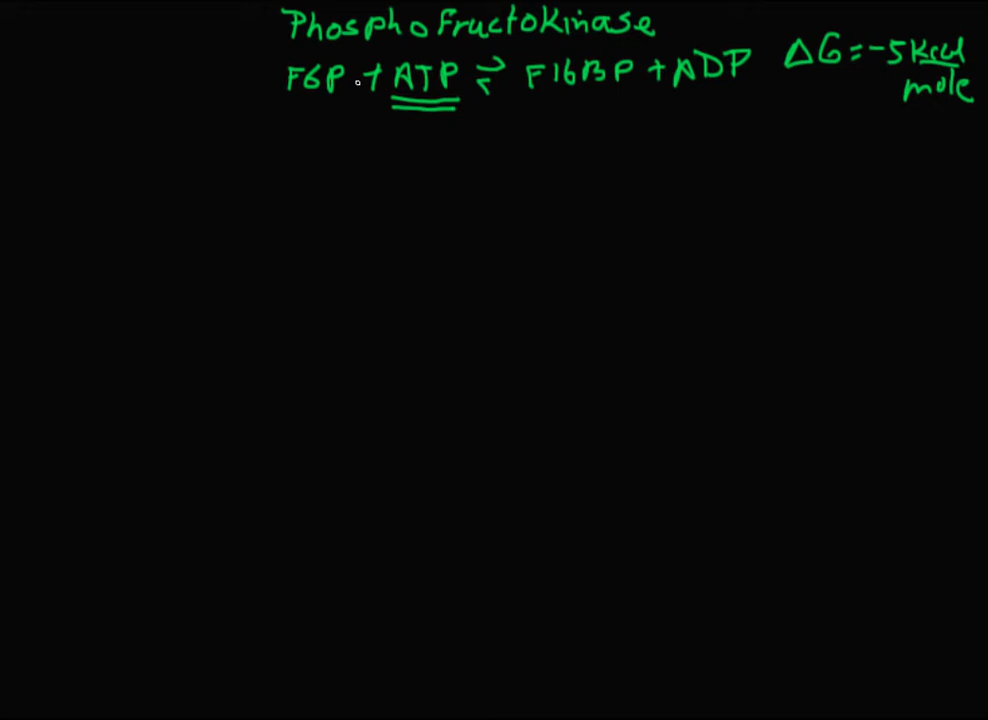 Phosphofructokinase
F6P + ATP ⇌ F16BP + ADP ΔG = -5 Kcal/mole